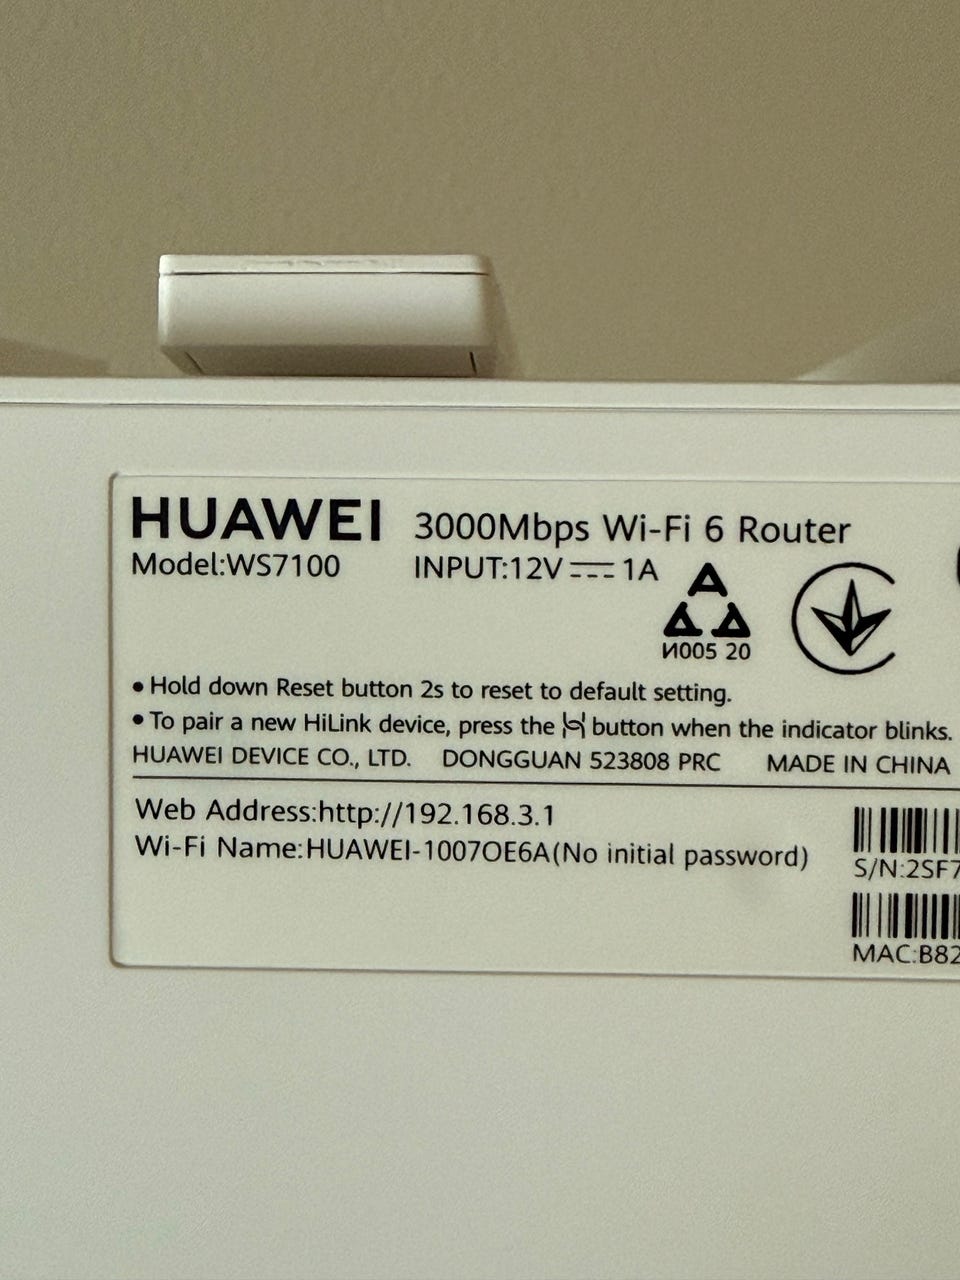 HUAWEI 3000Mbps Wi-Fi 6 Router
Model:WS7100 INPUT:12V⎓1A
И005 20
• Hold down Reset button 2s to reset to default setting.
• To pair a new HiLink device, press the button when the indicator blinks.
HUAWEI DEVICE CO., LTD. DONGGUAN 523808 PRC MADE IN CHINA
Web Address:http://192.168.3.1
Wi-Fi Name:HUAWEI-1007OE6A(No initial password)
S/N:2SF7
MAC:B82